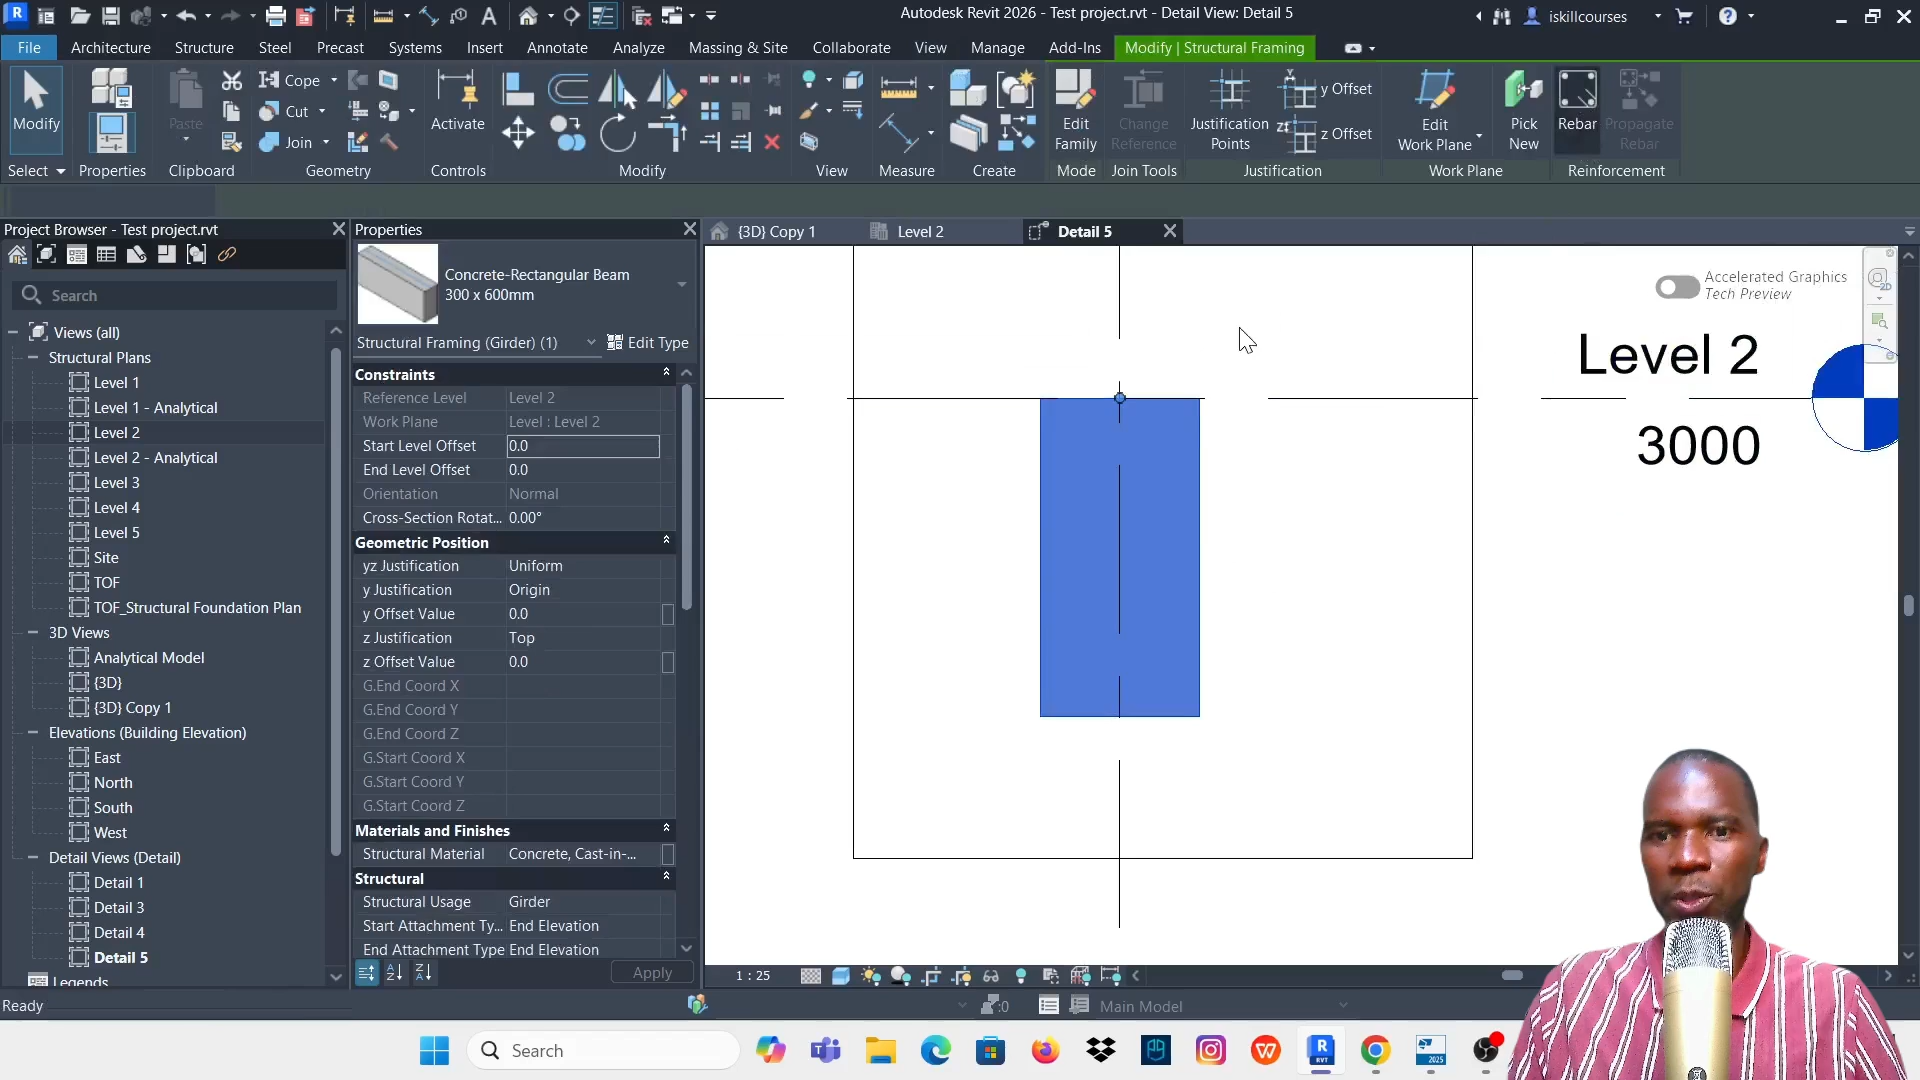 Autodesk Revit 2026 - Test project.rvt - Detail View: Detail 5
iskillcourses
File Architecture Structure Steel Precast Systems Insert Annotate Analyze Massing & Site Collaborate View Manage Add-Ins Modify | Structural Framing
Modify
Paste
Cope
Cut
Join
Activate
Edit Family
Change Reference
Justification Points
y Offset
z Offset
Edit Work Plane
Pick New
Rebar
Propagate Rebar
Select Properties Clipboard Geometry Controls Modify View Measure Create Mode Join Tools Justification Work Plane Reinforcement
Project Browser - Test project.rvt
Search
Views (all)
Structural Plans
Level 1
Level 1 - Analytical
Level 2
Level 2 - Analytical
Level 3
Level 4
Level 5
Site
TOF
TOF_Structural Foundation Plan
3D Views
Analytical Model
{3D}
{3D} Copy 1
Elevations (Building Elevation)
East
North
South
West
Detail Views (Detail)
Detail 1
Detail 3
Detail 4
Detail 5
Legends
Properties
Concrete-Rectangular Beam
300 x 600mm
Structural Framing (Girder) (1) Edit Type
Constraints
Reference Level Level 2
Work Plane Level : Level 2
Start Level Offset 0.0
End Level Offset 0.0
Orientation Normal
Cross-Section Rotat... 0.00°
Geometric Position
yz Justification Uniform
y Justification Origin
y Offset Value 0.0
z Justification Top
z Offset Value 0.0
G.End Coord X
G.End Coord Y
G.End Coord Z
G.Start Coord X
G.Start Coord Y
G.Start Coord Z
Materials and Finishes
Structural Material Concrete, Cast-in-...
Structural
Structural Usage Girder
Start Attachment Ty... End Elevation
End Attachment Type End Elevation
Apply
{3D} Copy 1 Level 2 Detail 5
Accelerated Graphics
Tech Preview
2D
Level 2
3000
1 : 25
Ready
:0
Main Model
Search